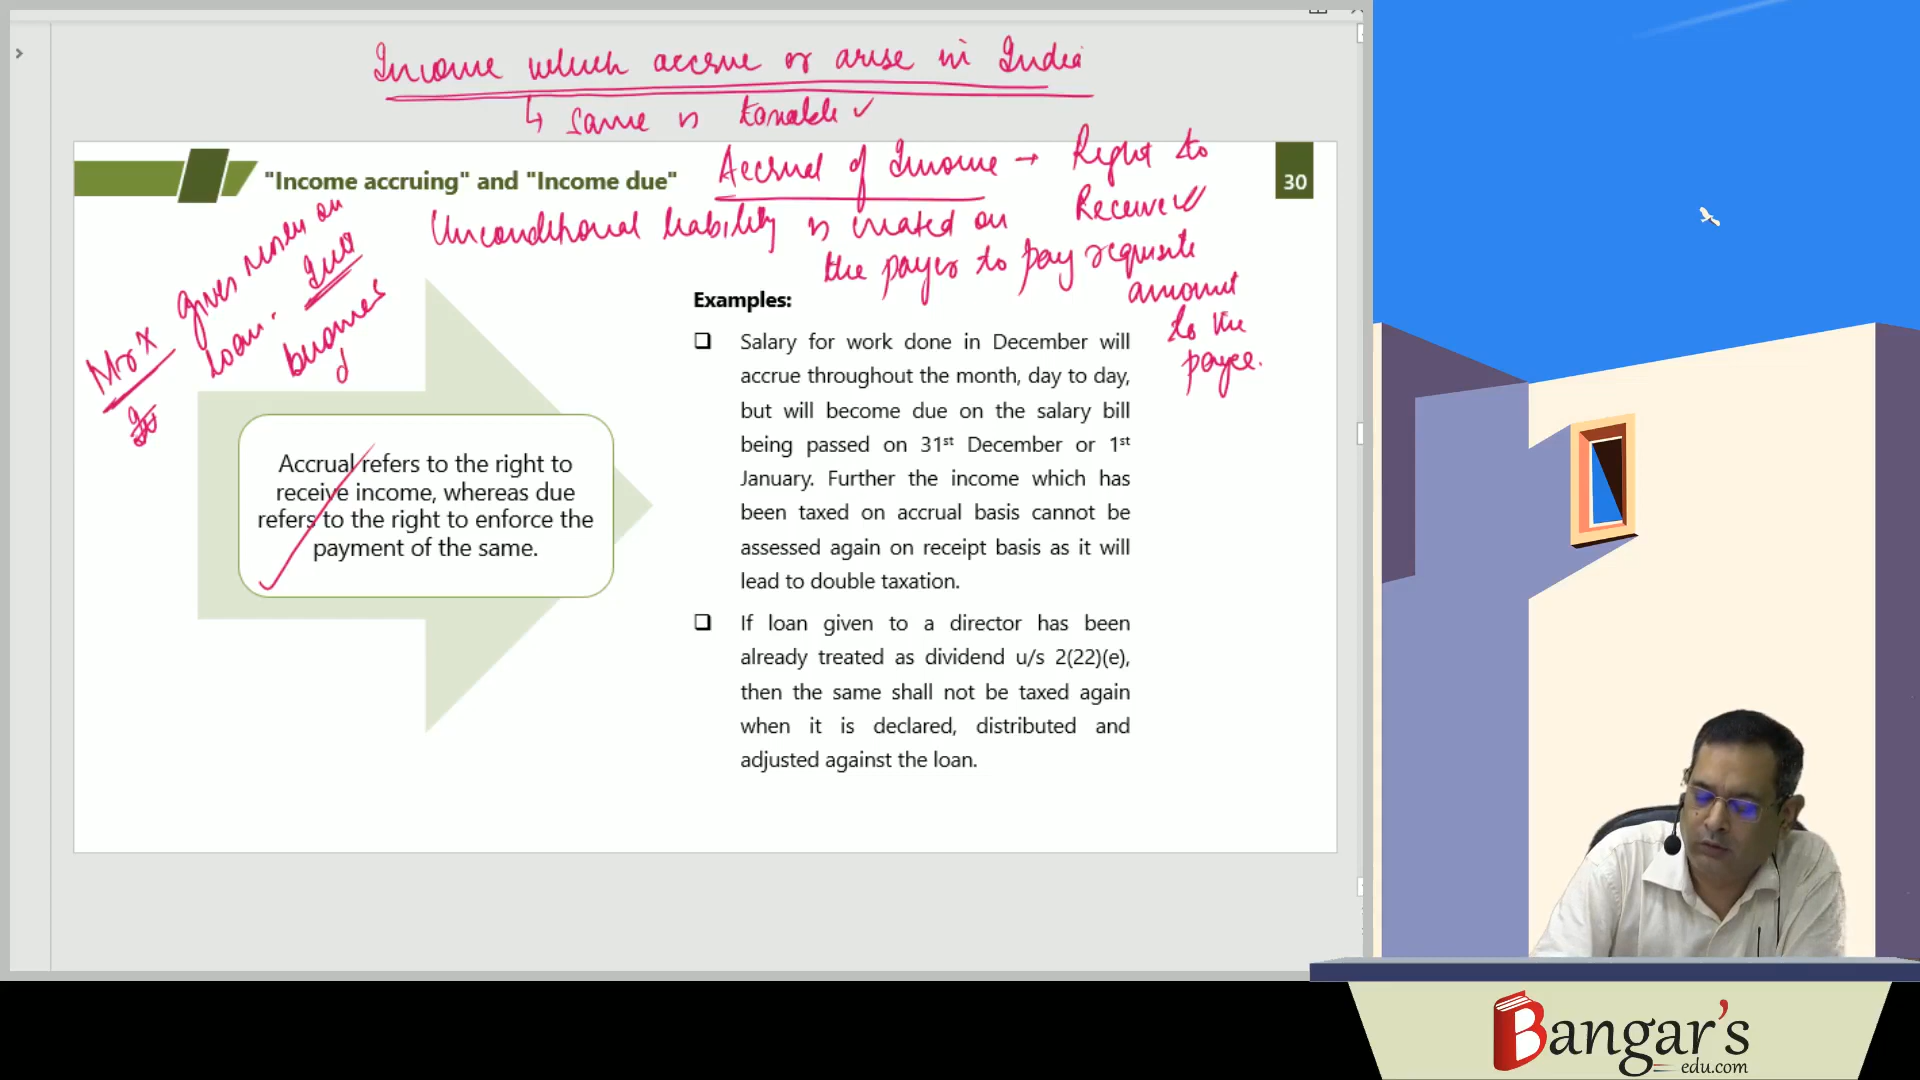 Income which accrue or arise in India
↳ Same is taxable ✓
"Income accruing" and "Income due"
30
Accrual of Income → Right to
Receive
Unconditional liability is created on
the payer to pay requisite
amount
to the
payee.
Mr X gives money on
loan. Int
becomes
Accrual refers to the right to
receive income, whereas due
refers to the right to enforce the
payment of the same.
Examples:
❑ Salary for work done in December will
accrue throughout the month, day to day,
but will become due on the salary bill
being passed on 31st December or 1st
January. Further the income which has
been taxed on accrual basis cannot be
assessed again on receipt basis as it will
lead to double taxation.
❑ If loan given to a director has been
already treated as dividend u/s 2(22)(e),
then the same shall not be taxed again
when it is declared, distributed and
adjusted against the loan.
Bangar's
edu.com